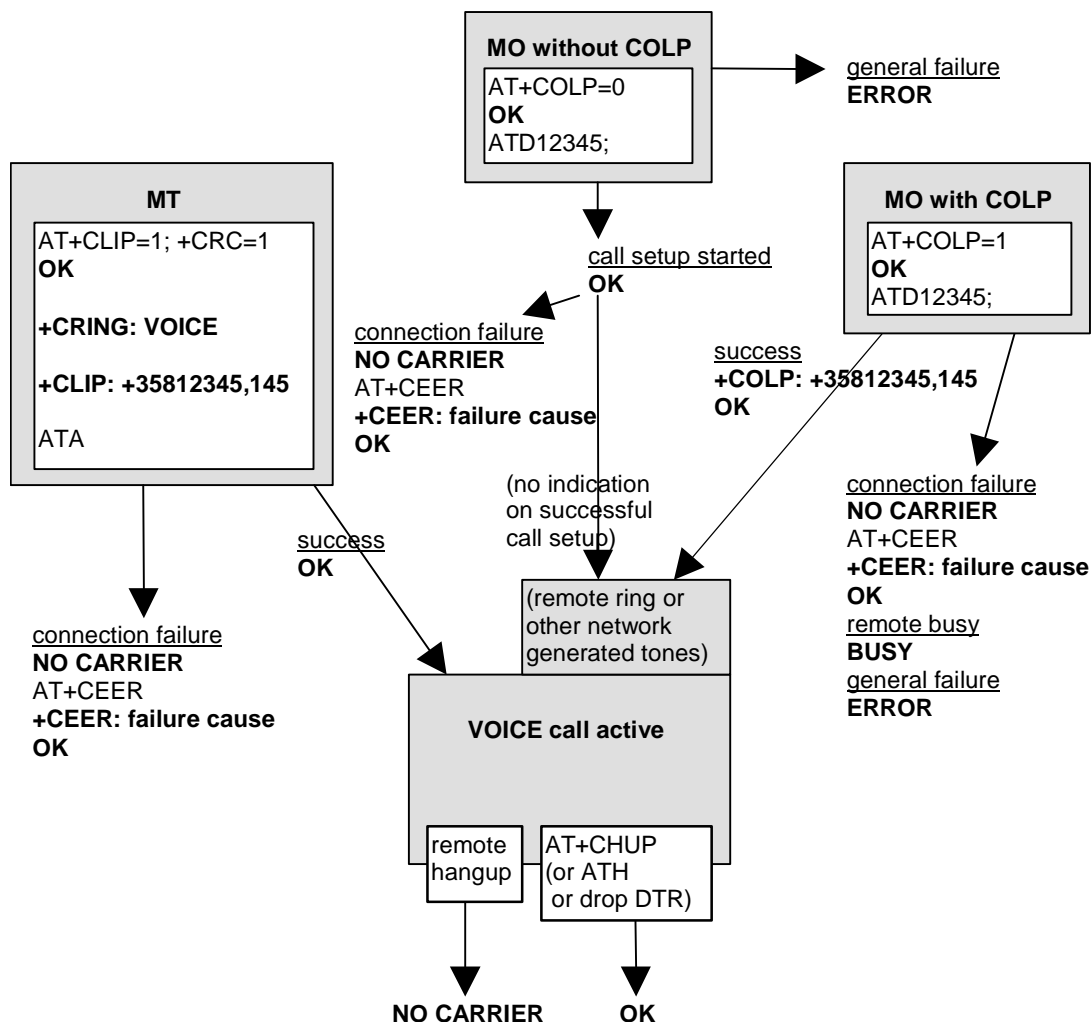 MO without COLP
AT+COLP=0
OK
ATD12345;
general failure
ERROR
MT
AT+CLIP=1; +CRC=1
OK
+CRING: VOICE
+CLIP: +35812345,145
ATA
MO with COLP
AT+COLP=1
OK
ATD12345;
call setup started
OK
connection failure
NO CARRIER
AT+CEER
+CEER: failure cause
OK
success
+COLP: +35812345,145
OK
(no indication
on successful
call setup)
success
OK
connection failure
NO CARRIER
AT+CEER
+CEER: failure cause
OK
remote busy
BUSY
general failure
ERROR
(remote ring or
other network
generated tones)
connection failure
NO CARRIER
AT+CEER
+CEER: failure cause
OK
VOICE call active
remote
hangup
AT+CHUP
(or ATH
or drop DTR)
NO CARRIER
OK